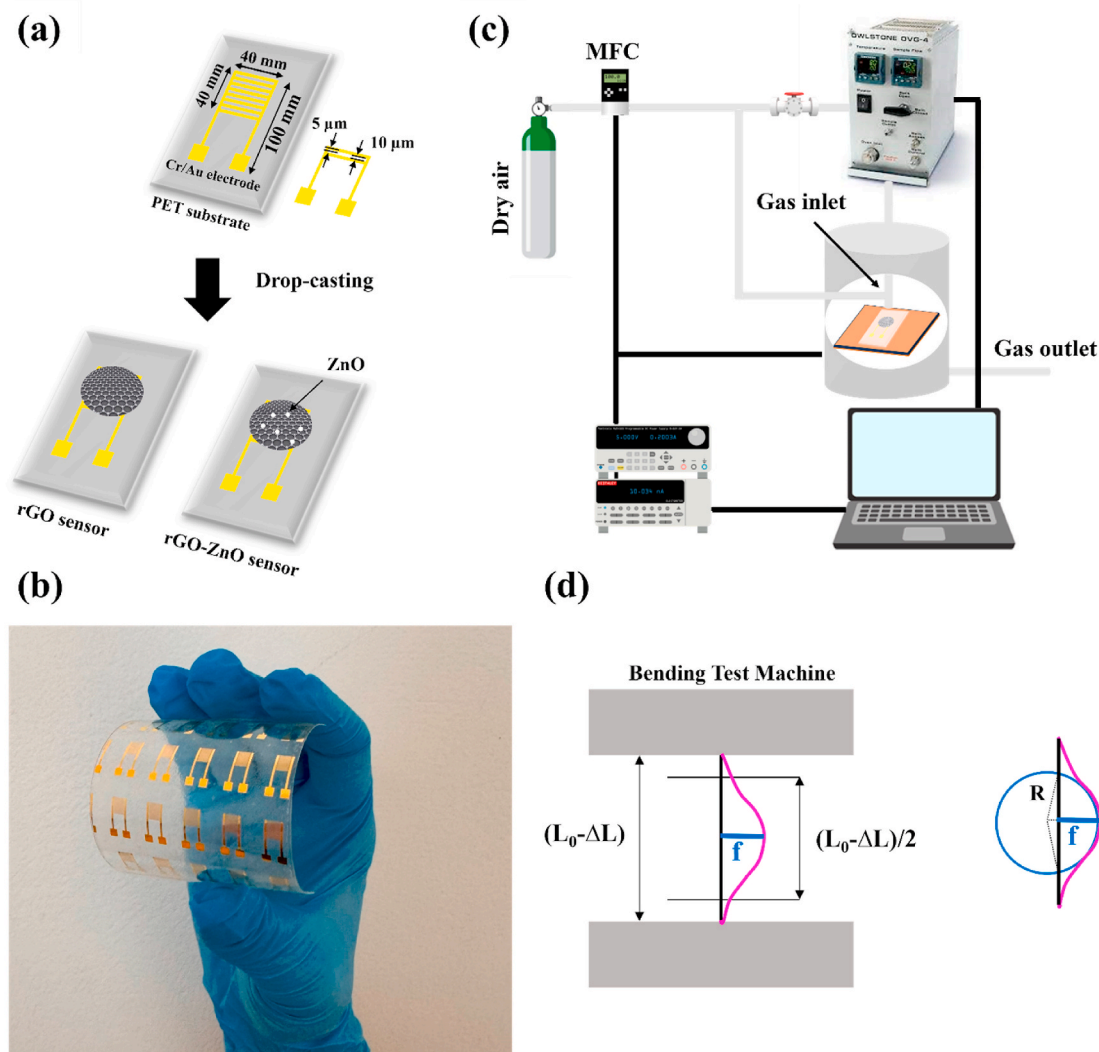 (a)
40 mm
40 mm
100 mm
5 µm
10 µm
Cr/Au electrode
PET substrate
Drop-casting
ZnO
rGO sensor
rGO-ZnO sensor
(b)
(c)
MFC
OWLSTONE OVG-4
Dry air
Gas inlet
Gas outlet
(d)
Bending Test Machine
(L₀-ΔL)
f
(L₀-ΔL)/2
R
f